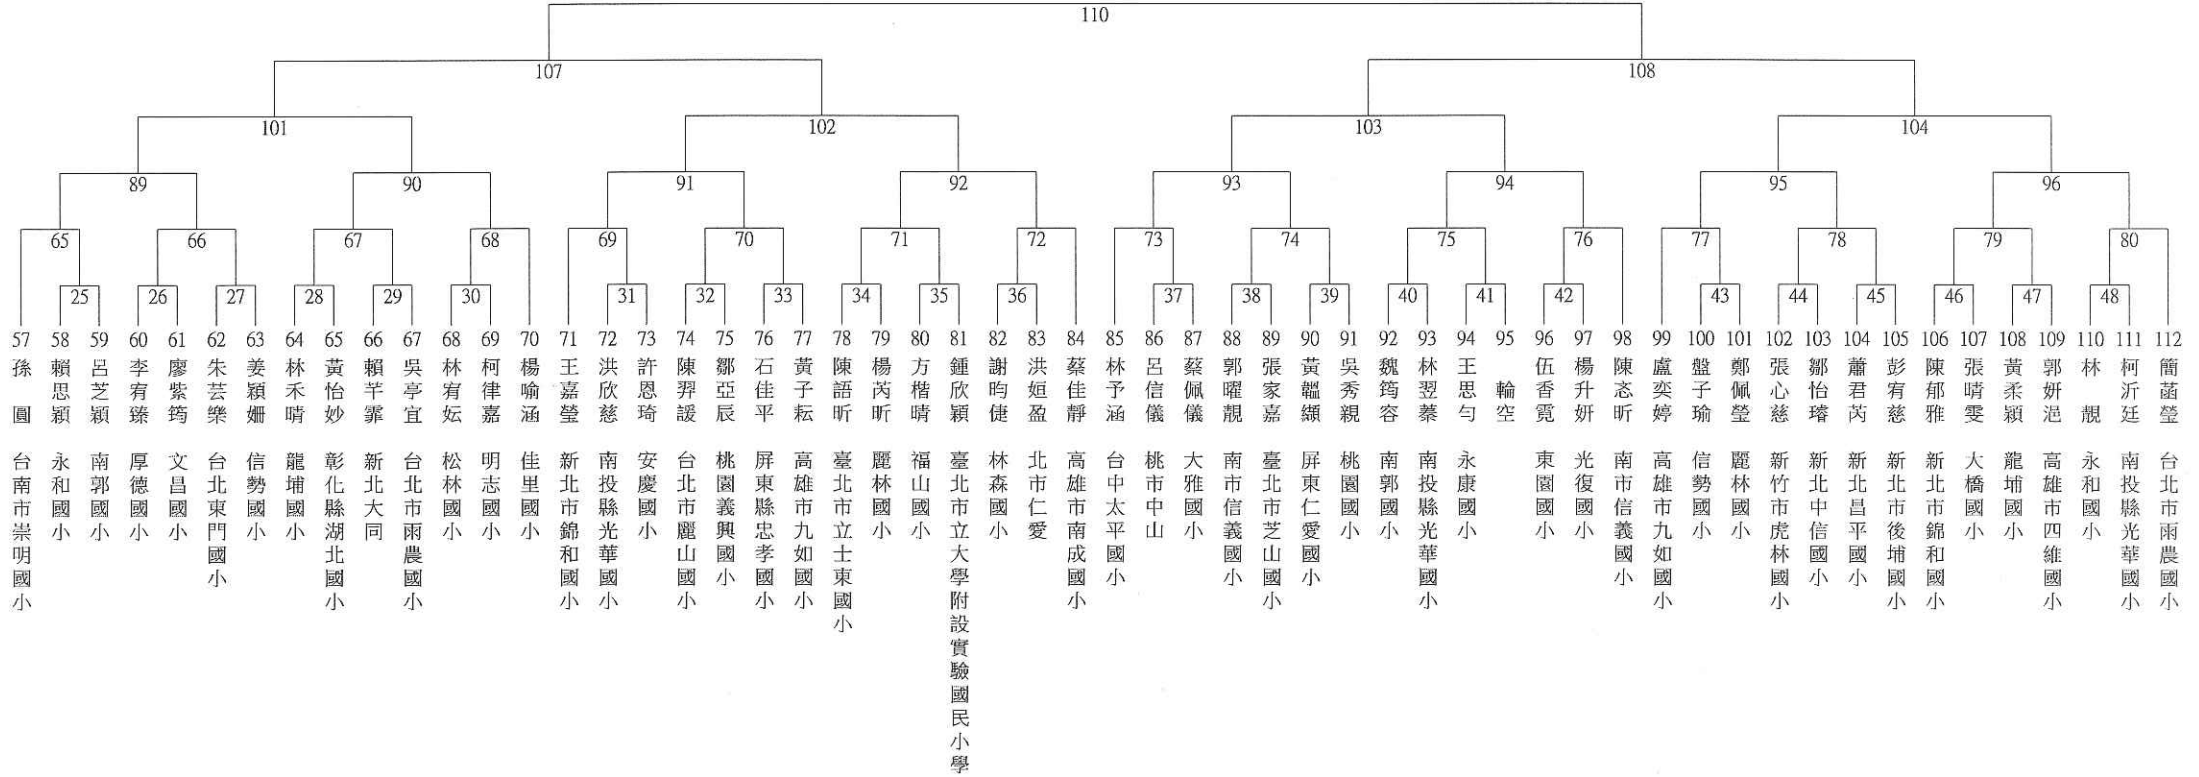 110
107 108
101 102 103 104
89 90 91 92 93 94 95 96
65 66 67 68 69 70 71 72 73 74 75 76 77 78 79 80
25 26 27 28 29 30 31 32 33 34 35 36 37 38 39 40 41 42 43 44 45 46 47 48
57 孫圓 台南市崇明國小
58 賴思穎 永和國小
59 呂芝穎 南郭國小
60 李宥臻 厚德國小
61 廖紫筠 文昌國小
62 朱芸樂 台北東門國小
63 姜穎姍 信勢國小
64 林禾晴 龍埔國小
65 黃怡妙 彰化縣湖北國小
66 賴芊霏 新北大同
67 吳亭宜 台北市雨農國小
68 林宥妘 松林國小
69 柯律嘉 明志國小
70 楊喻涵 佳里國小
71 王嘉瑩 新北市錦和國小
72 洪欣慈 南投縣光華國小
73 許恩琦 安慶國小
74 陳羿諼 台北市麗山國小
75 鄒亞辰 桃園義興國小
76 石佳平 屏東縣忠孝國小
77 黃子耘 高雄市九如國小
78 陳語昕 臺北市立士東國小
79 楊芮昕 麗林國小
80 方楷晴 福山國小
81 鍾欣穎 臺北市立大學附設實驗國民小學
82 謝昀倢 林森國小
83 洪姮盈 北市仁愛
84 蔡佳靜 高雄市南成國小
85 林予涵 台中太平國小
86 呂信儀 桃市中山
87 蔡佩儀 大雅國小
88 郭曜靚 南市信義國小
89 張家嘉 臺北市芝山國小
90 黃韞纈 屏東仁愛國小
91 吳秀親 桃園國小
92 魏筠容 南郭國小
93 林翌蓁 南投縣光華國小
94 王思勻 永康國小
95 輪空
96 伍香霓 東園國小
97 楊升妍 光復國小
98 陳忞昕 南市信義國小
99 盧奕婷 高雄市九如國小
100 盤子瑜 信勢國小
101 鄭佩瑩 麗林國小
102 張心慈 新竹市虎林國小
103 鄒怡璿 新北中信國小
104 蕭君芮 新北昌平國小
105 彭宥慈 新北市後埔國小
106 陳郁雅 新北市錦和國小
107 張晴雯 大橋國小
108 黃柔穎 龍埔國小
109 郭妍浥 高雄市四維國小
110 林靚 永和國小
111 柯沂廷 南投縣光華國小
112 簡菡瑩 台北市雨農國小